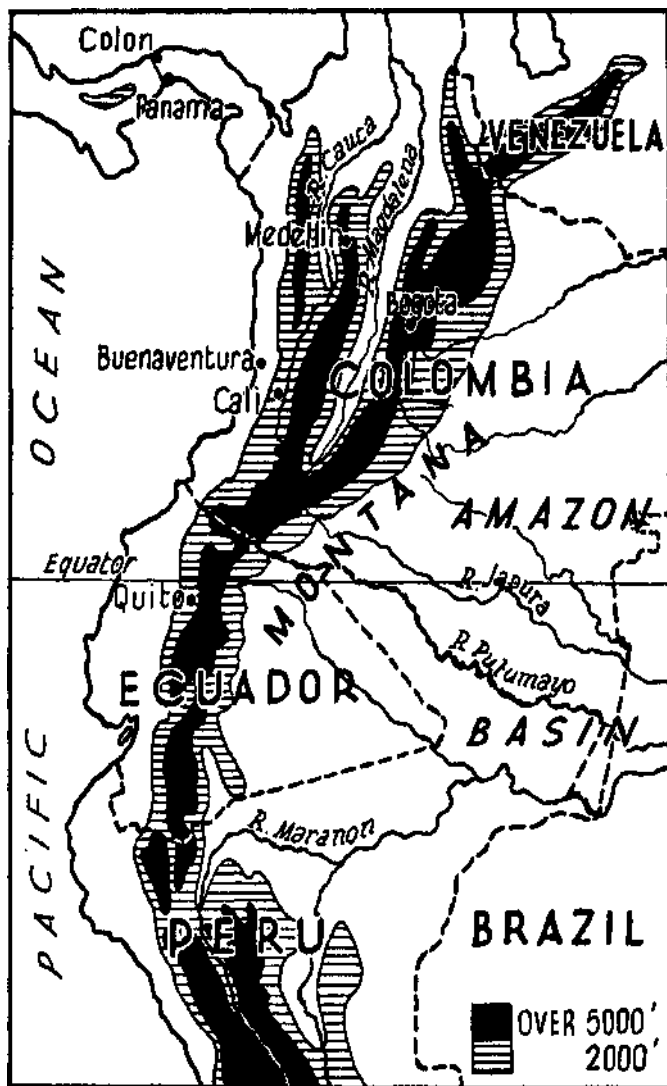 Colon
Panama
VENEZUELA
R. Cauca
R. Magdalena
Medellin
Bogota
Buenaventura
COLOMBIA
Cali
OCEAN
MONTANA
AMAZON
Equator
Quito
R. Japura
R. Putumayo
ECUADOR
BASIN
PACIFIC
R. Maranon
PERU
BRAZIL
OVER 5000'
2000'